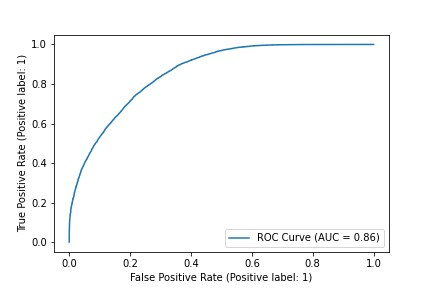 1.0
0.8
0.6
0.4
0.2
0.0
True Positive Rate (Positive label: 1)
ROC Curve (AUC = 0.86)
0.0 0.2 0.4 0.6 0.8 1.0
False Positive Rate (Positive label: 1)